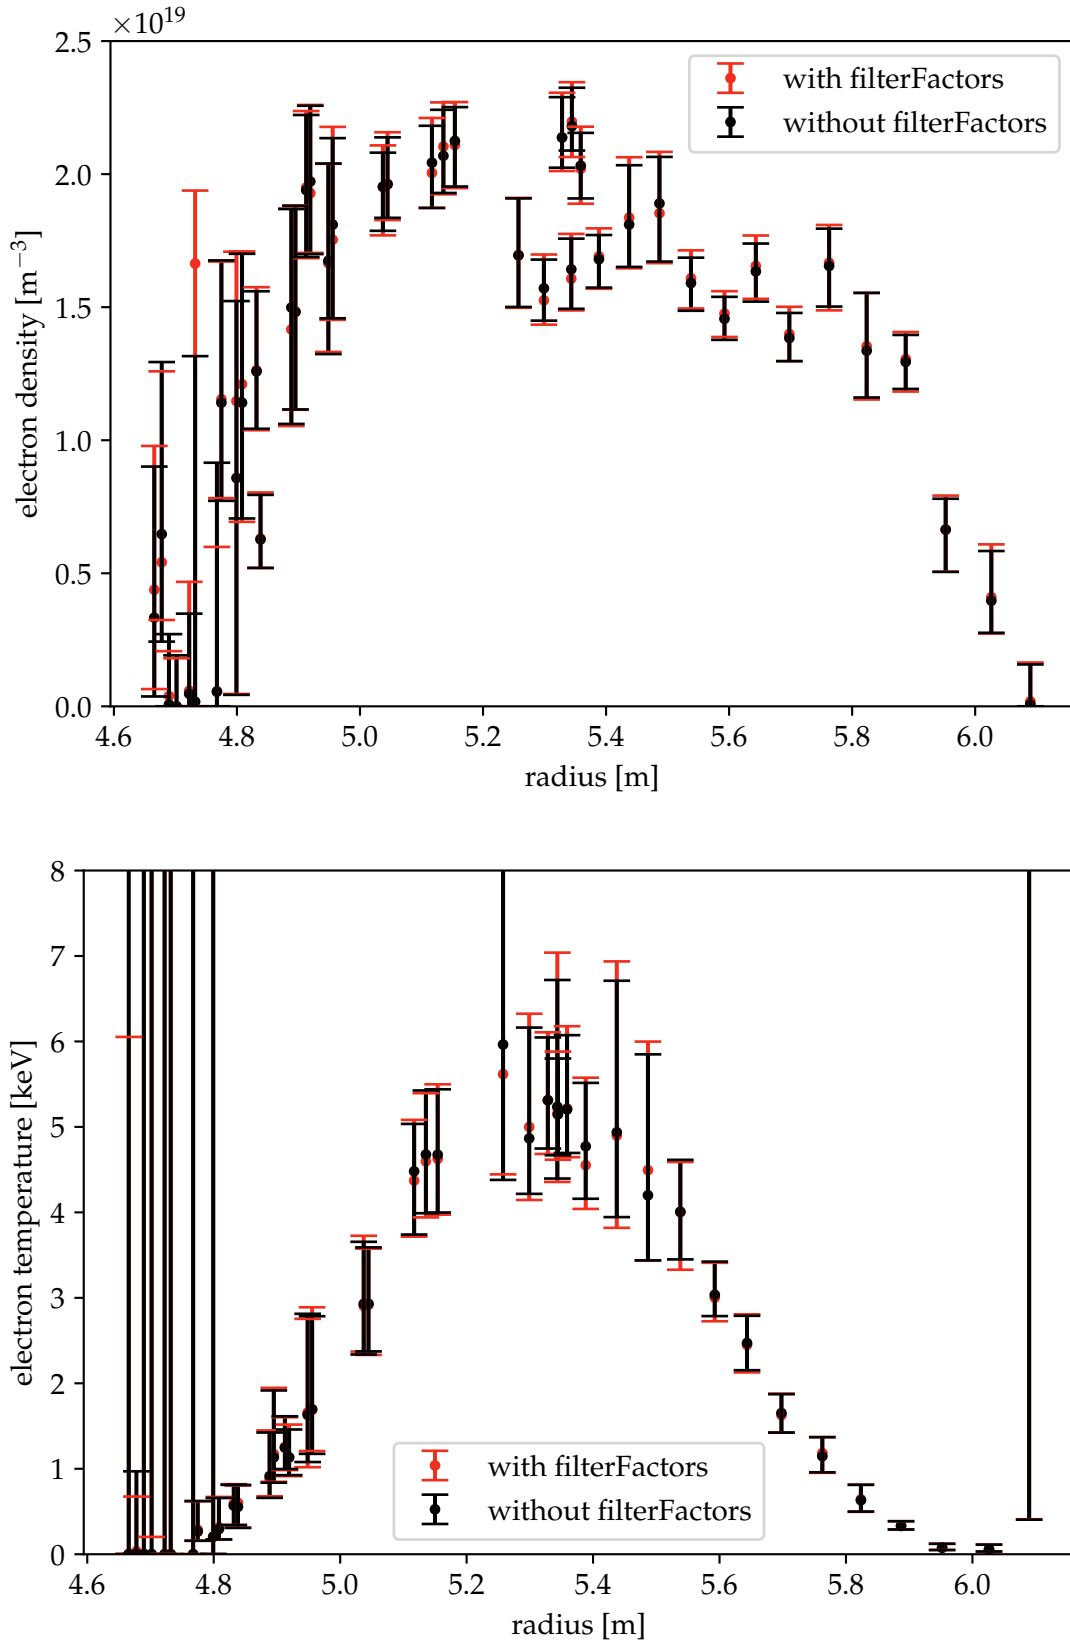 ×10¹⁹
2.5
2.0
1.5
1.0
0.5
0.0
electron density [m⁻³]
with filterFactors
without filterFactors
4.6 4.8 5.0 5.2 5.4 5.6 5.8 6.0
radius [m]
8
7
6
5
4
3
2
1
0
electron temperature [keV]
with filterFactors
without filterFactors
4.6 4.8 5.0 5.2 5.4 5.6 5.8 6.0
radius [m]